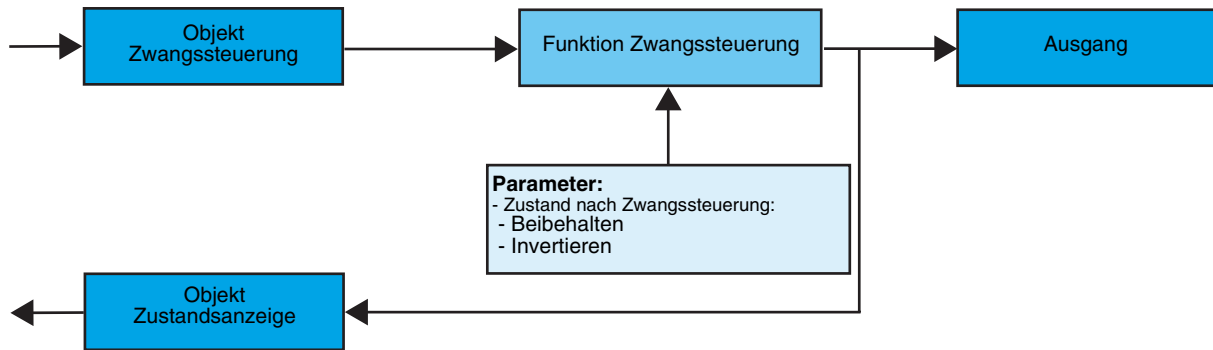 Objekt
Zwangssteuerung
Funktion Zwangssteuerung
Ausgang
Parameter:
- Zustand nach Zwangssteuerung:
- Beibehalten
- Invertieren
Objekt
Zustandsanzeige